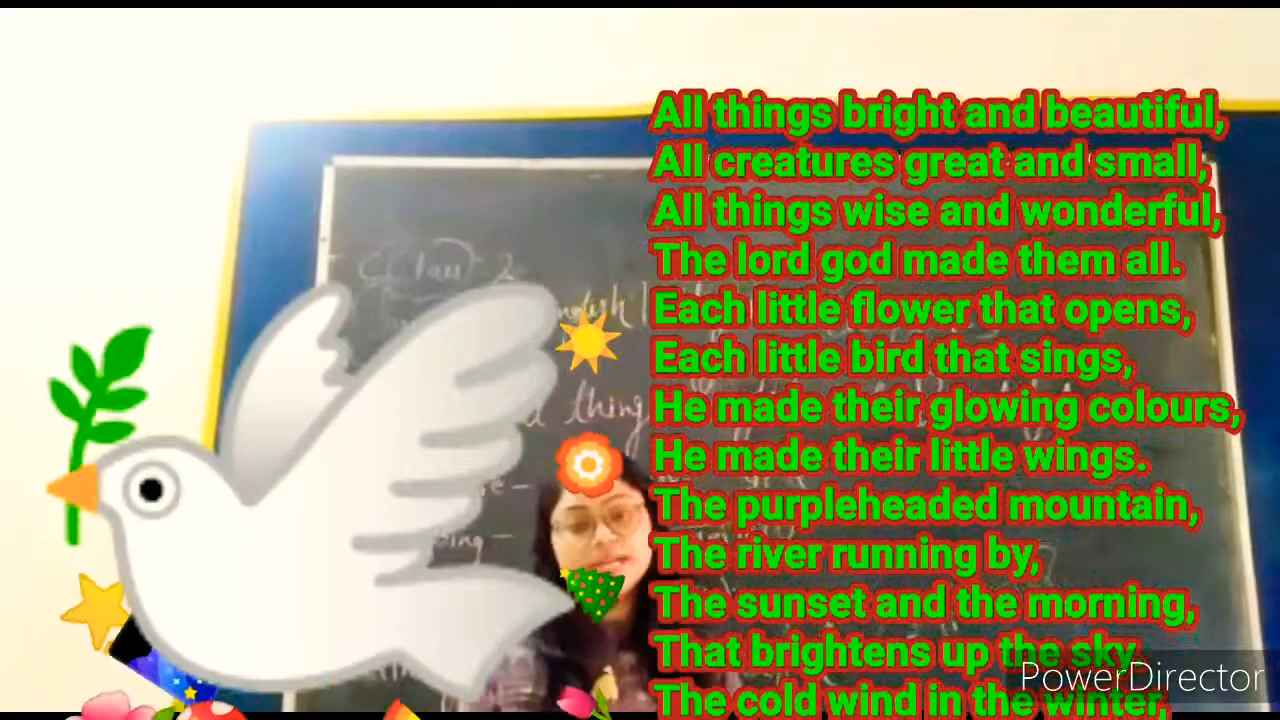 All things bright and beautiful,
All creatures great and small,
All things wise and wonderful,
The lord god made them all.
Each little flower that opens,
Each little bird that sings,
He made their glowing colours,
He made their little wings.
The purpleheaded mountain,
The river running by,
The sunset and the morning,
That brightens up the sky.
The cold wind in the winter,
PowerDirector
2
thing